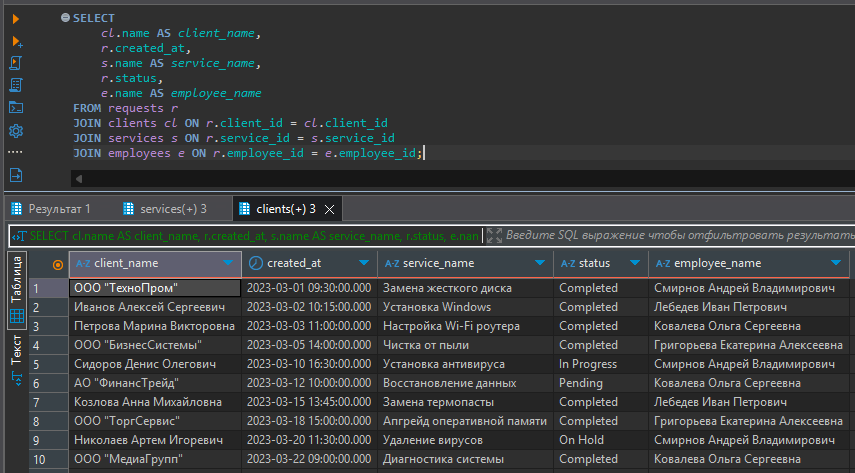 SELECT
cl.name AS client_name,
r.created_at,
s.name AS service_name,
r.status,
e.name AS employee_name
FROM requests r
JOIN clients cl ON r.client_id = cl.client_id
JOIN services s ON r.service_id = s.service_id
JOIN employees e ON r.employee_id = e.employee_id;
Результат 1 services(+) 3 clients(+) 3
SELECT cl.name AS client_name, r.created_at, s.name AS service_name, r.status, e.nan Введите SQL выражение чтобы отфильтровать результаты
Таблица
Текст
A-Z client_name created_at A-Z service_name A-Z status A-Z employee_name
1 ООО "ТехноПром" 2023-03-01 09:30:00.000 Замена жесткого диска Completed Смирнов Андрей Владимирович
2 Иванов Алексей Сергеевич 2023-03-02 10:15:00.000 Установка Windows Completed Лебедев Иван Петрович
3 Петрова Марина Викторовна 2023-03-03 11:00:00.000 Настройка Wi-Fi роутера Completed Ковалева Ольга Сергеевна
4 ООО "БизнесСистемы" 2023-03-05 14:00:00.000 Чистка от пыли Completed Григорьева Екатерина Алексеевна
5 Сидоров Денис Олегович 2023-03-10 16:30:00.000 Установка антивируса In Progress Смирнов Андрей Владимирович
6 АО "ФинансТрейд" 2023-03-12 10:00:00.000 Восстановление данных Pending Ковалева Ольга Сергеевна
7 Козлова Анна Михайловна 2023-03-15 13:45:00.000 Замена термопасты Completed Лебедев Иван Петрович
8 ООО "ТоргСервис" 2023-03-18 15:00:00.000 Апгрейд оперативной памяти Completed Григорьева Екатерина Алексеевна
9 Николаев Артем Игоревич 2023-03-20 11:30:00.000 Удаление вирусов On Hold Смирнов Андрей Владимирович
10 ООО "МедиаГрупп" 2023-03-22 09:00:00.000 Диагностика системы Completed Ковалева Ольга Сергеевна